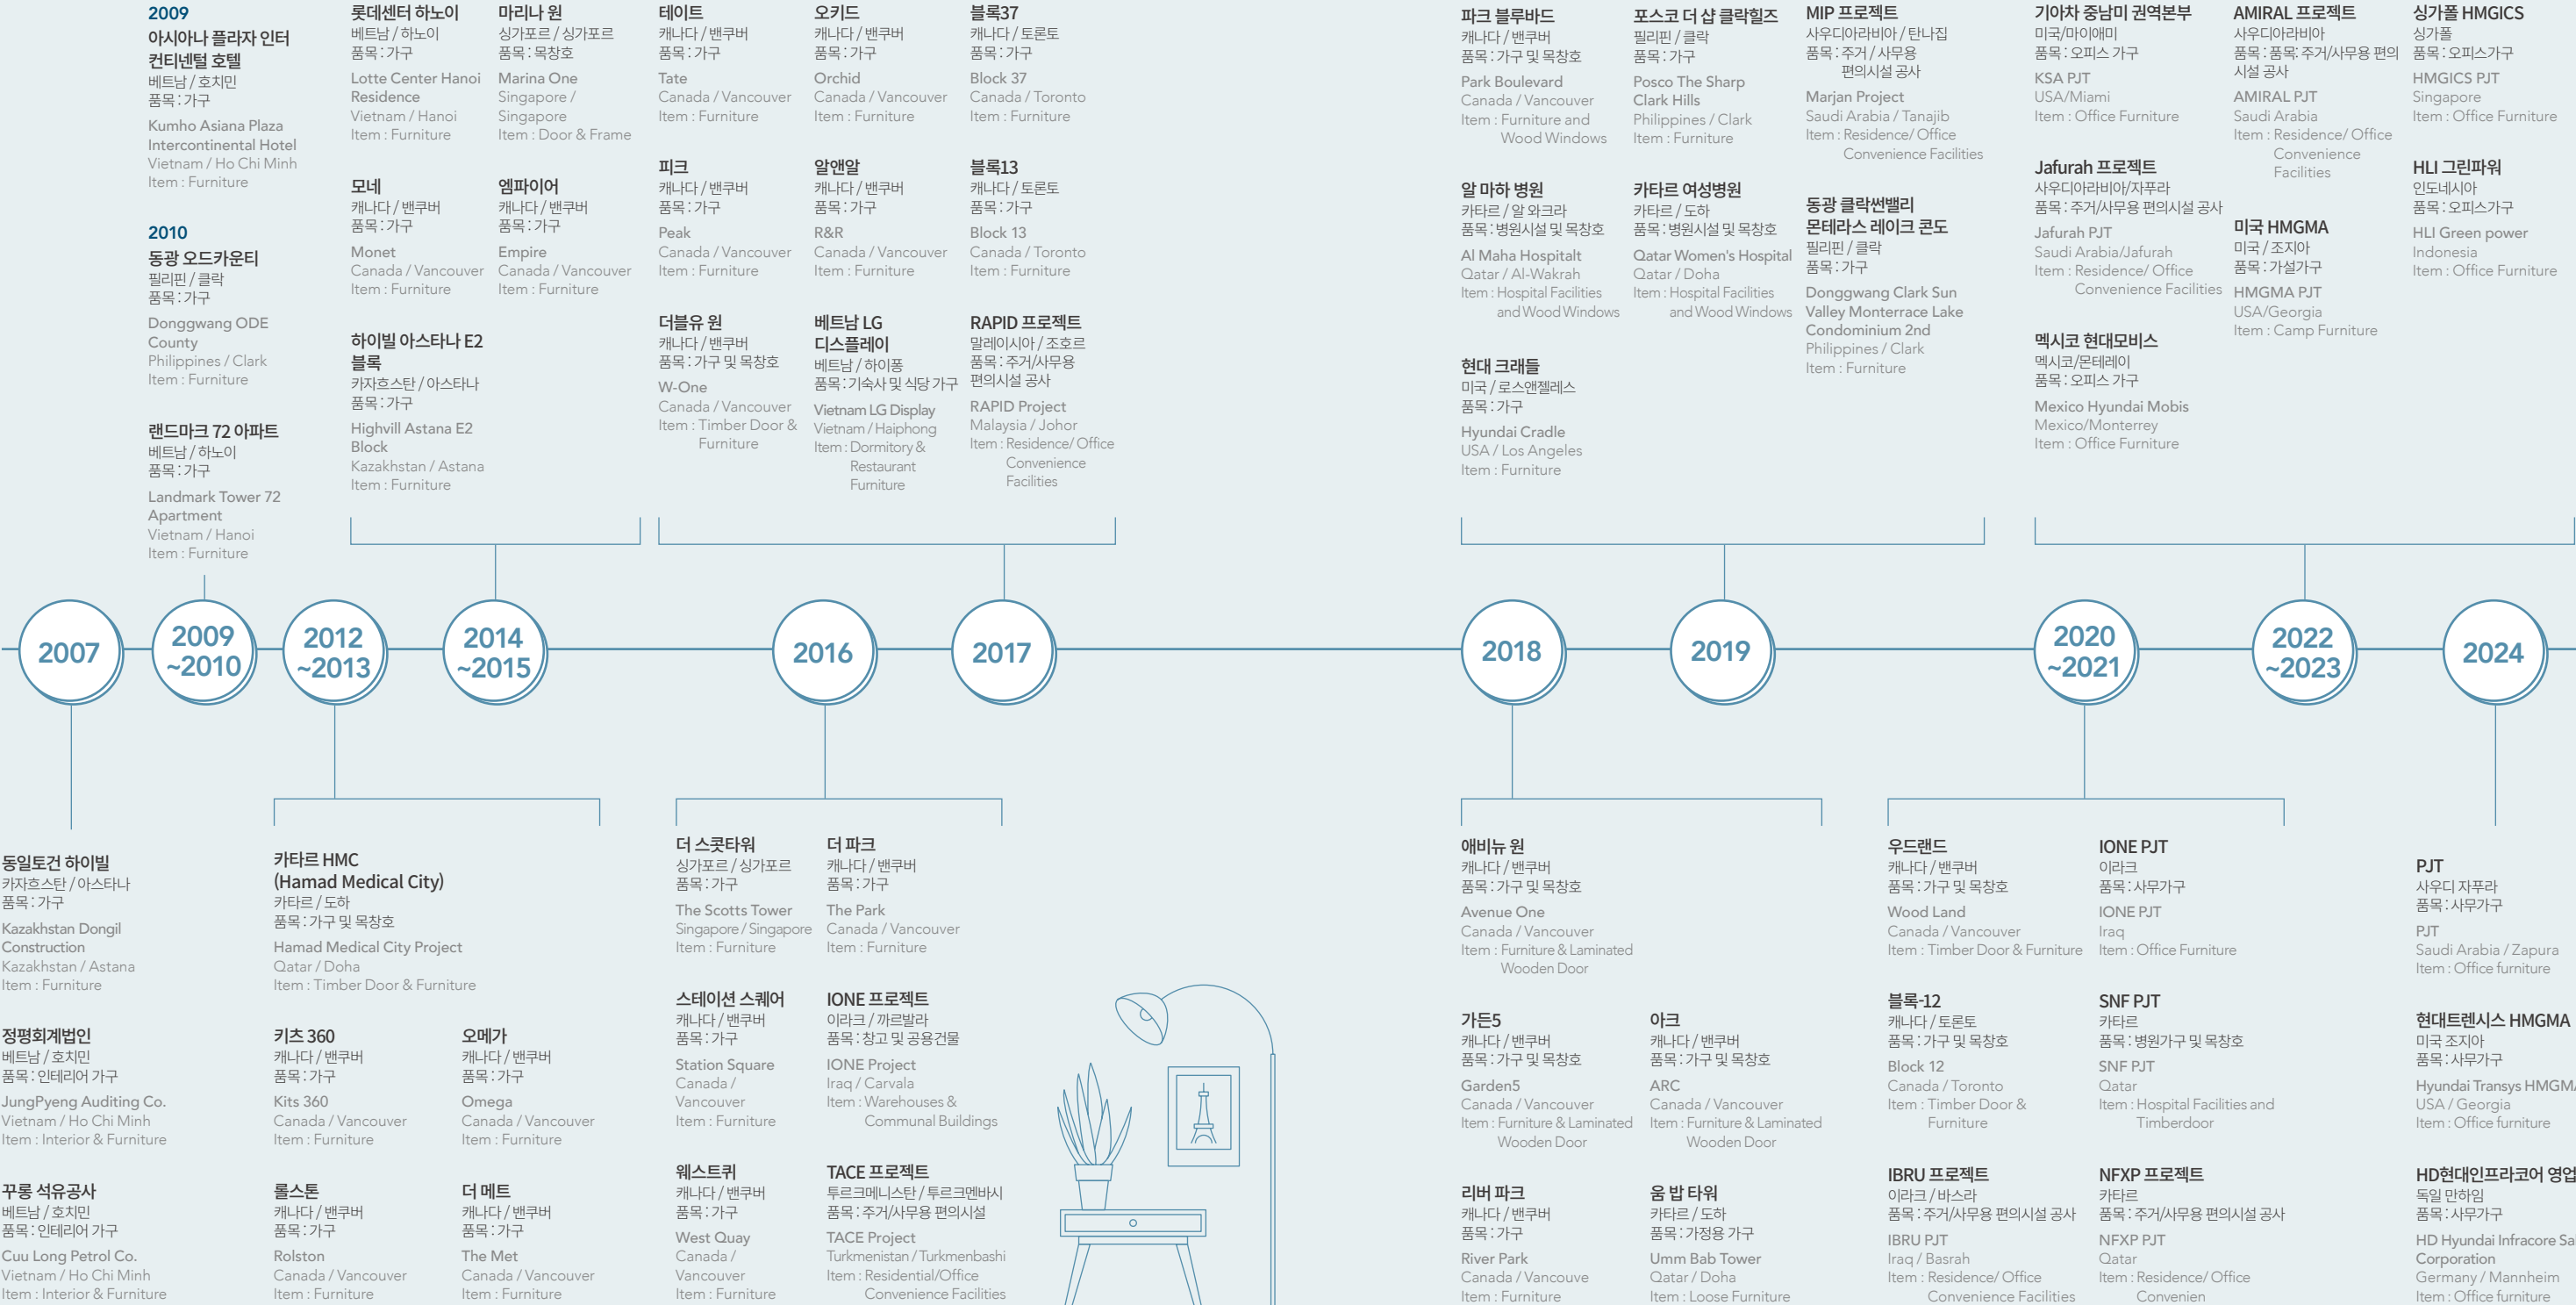 2009
아시아나 플라자 인터
컨티넨털 호텔
베트남 / 호치민
품목 : 가구
Kumho Asiana Plaza
Intercontinental Hotel
Vietnam / Ho Chi Minh
Item : Furniture
2010
동광 오드카운티
필리핀 / 클락
품목 : 가구
Donggwang ODE
County
Philippines / Clark
Item : Furniture
랜드마크 72 아파트
베트남 / 하노이
품목 : 가구
Landmark Tower 72
Apartment
Vietnam / Hanoi
Item : Furniture
롯데센터 하노이
베트남 / 하노이
품목 : 가구
Lotte Center Hanoi
Residence
Vietnam / Hanoi
Item : Furniture
모네
캐나다 / 밴쿠버
품목 : 가구
Monet
Canada / Vancouver
Item : Furniture
하이빌 아스타나 E2
블록
카자흐스탄 / 아스타나
품목 : 가구
Highvill Astana E2
Block
Kazakhstan / Astana
Item : Furniture
마리나 원
싱가포르 / 싱가포르
품목 : 목창호
Marina One
Singapore /
Singapore
Item : Door & Frame
엠파이어
캐나다 / 밴쿠버
품목 : 가구
Empire
Canada / Vancouver
Item : Furniture
테이트
캐나다 / 밴쿠버
품목 : 가구
Tate
Canada / Vancouver
Item : Furniture
피크
캐나다 / 밴쿠버
품목 : 가구
Peak
Canada / Vancouver
Item : Furniture
더블유 원
캐나다 / 밴쿠버
품목 : 가구 및 목창호
W-One
Canada / Vancouver
Item : Timber Door &
Furniture
오키드
캐나다 / 밴쿠버
품목 : 가구
Orchid
Canada / Vancouver
Item : Furniture
알앤알
캐나다 / 밴쿠버
품목 : 가구
R&R
Canada / Vancouver
Item : Furniture
베트남 LG
디스플레이
베트남 / 하이퐁
품목 : 기숙사 및 식당 가구
Vietnam LG Display
Vietnam / Haiphong
Item : Dormitory &
Restaurant
Furniture
블록37
캐나다 / 토론토
품목 : 가구
Block 37
Canada / Toronto
Item : Furniture
블록13
캐나다 / 토론토
품목 : 가구
Block 13
Canada / Toronto
Item : Furniture
RAPID 프로젝트
말레이시아 / 조호르
품목 : 주거/사무용
편의시설 공사
RAPID Project
Malaysia / Johor
Item : Residence/ Office
Convenience
Facilities
파크 블루바드
캐나다 / 밴쿠버
품목 : 가구 및 목창호
Park Boulevard
Canada / Vancouver
Item : Furniture and
Wood Windows
알 마하 병원
카타르 / 알 와크라
품목 : 병원시설 및 목창호
Al Maha Hospitalt
Qatar / Al-Wakrah
Item : Hospital Facilities
and Wood Windows
현대 크래들
미국 / 로스앤젤레스
품목 : 가구
Hyundai Cradle
USA / Los Angeles
Item : Furniture
포스코 더 샵 클락힐즈
필리핀 / 클락
품목 : 가구
Posco The Sharp
Clark Hills
Philippines / Clark
Item : Furniture
카타르 여성병원
카타르 / 도하
품목 : 병원시설 및 목창호
Qatar Women's Hospital
Qatar / Doha
Item : Hospital Facilities
and Wood Windows
MIP 프로젝트
사우디아라비아 / 탄나집
품목 : 주거 / 사무용
편의시설 공사
Marjan Project
Saudi Arabia / Tanajib
Item : Residence/ Office
Convenience Facilities
동광 클락썬밸리
몬테라스 레이크 콘도
필리핀 / 클락
품목 : 가구
Donggwang Clark Sun
Valley Monterrace Lake
Condominium 2nd
Philippines / Clark
Item : Furniture
기아차 중남미 권역본부
미국/마이애미
품목 : 오피스 가구
KSA PJT
USA/Miami
Item : Office Furniture
Jafurah 프로젝트
사우디아라비아/자푸라
품목 : 주거/사무용 편의시설 공사
Jafurah PJT
Saudi Arabia/Jafurah
Item : Residence/ Office
Convenience Facilities
멕시코 현대모비스
멕시코/몬테레이
품목 : 오피스 가구
Mexico Hyundai Mobis
Mexico/Monterrey
Item : Office Furniture
AMIRAL 프로젝트
사우디아라비아
품목 : 품목: 주거/사무용 편의
시설 공사
AMIRAL PJT
Saudi Arabia
Item : Residence/ Office
Convenience
Facilities
미국 HMGMA
미국 / 조지아
품목 : 가설가구
HMGMA PJT
USA/Georgia
Item : Camp Furniture
싱가폴 HMGICS
싱가폴
품목 : 오피스가구
HMGICS PJT
Singapore
Item : Office Furniture
HLI 그린파워
인도네시아
품목 : 오피스가구
HLI Green power
Indonesia
Item : Office Furniture
2007
2009
~2010
2012
~2013
2014
~2015
2016
2017
2018
2019
2020
~2021
2022
~2023
2024
동일토건 하이빌
카자흐스탄 / 아스타나
품목 : 가구
Kazakhstan Dongil
Construction
Kazakhstan / Astana
Item : Furniture
정평회계법인
베트남 / 호치민
품목 : 인테리어 가구
JungPyeng Auditing Co.
Vietnam / Ho Chi Minh
Item : Interior & Furniture
꾸롱 석유공사
베트남 / 호치민
품목 : 인테리어 가구
Cuu Long Petrol Co.
Vietnam / Ho Chi Minh
Item : Interior & Furniture
카타르 HMC
(Hamad Medical City)
카타르 / 도하
품목 : 가구 및 목창호
Hamad Medical City Project
Qatar / Doha
Item : Timber Door & Furniture
키츠 360
캐나다 / 밴쿠버
품목 : 가구
Kits 360
Canada / Vancouver
Item : Furniture
롤스톤
캐나다 / 밴쿠버
품목 : 가구
Rolston
Canada / Vancouver
Item : Furniture
오메가
캐나다 / 밴쿠버
품목 : 가구
Omega
Canada / Vancouver
Item : Furniture
더 메트
캐나다 / 밴쿠버
품목 : 가구
The Met
Canada / Vancouver
Item : Furniture
더 스콧타워
싱가포르 / 싱가포르
품목 : 가구
The Scotts Tower
Singapore / Singapore
Item : Furniture
스테이션 스퀘어
캐나다 / 밴쿠버
품목 : 가구
Station Square
Canada /
Vancouver
Item : Furniture
웨스트퀴
캐나다 / 밴쿠버
품목 : 가구
West Quay
Canada /
Vancouver
Item : Furniture
더 파크
캐나다 / 밴쿠버
품목 : 가구
The Park
Canada / Vancouver
Item : Furniture
IONE 프로젝트
이라크 / 까르발라
품목 : 창고 및 공용건물
IONE Project
Iraq / Carvala
Item : Warehouses &
Communal Buildings
TACE 프로젝트
투르크메니스탄 / 투르크멘바시
품목 : 주거/사무용 편의시설
TACE Project
Turkmenistan / Turkmenbashi
Item : Residential/Office
Convenience Facilities
애비뉴 원
캐나다 / 밴쿠버
품목 : 가구 및 목창호
Avenue One
Canada / Vancouver
Item : Furniture & Laminated
Wooden Door
가든5
캐나다 / 밴쿠버
품목 : 가구 및 목창호
Garden5
Canada / Vancouver
Item : Furniture & Laminated
Wooden Door
리버 파크
캐나다 / 밴쿠버
품목 : 가구
River Park
Canada / Vancouve
Item : Furniture
아크
캐나다 / 밴쿠버
품목 : 가구 및 목창호
ARC
Canada / Vancouver
Item : Furniture & Laminated
Wooden Door
움 밥 타워
카타르 / 도하
품목 : 가정용 가구
Umm Bab Tower
Qatar / Doha
Item : Loose Furniture
우드랜드
캐나다 / 밴쿠버
품목 : 가구 및 목창호
Wood Land
Canada / Vancouver
Item : Timber Door & Furniture
블록-12
캐나다 / 토론토
품목 : 가구 및 목창호
Block 12
Canada / Toronto
Item : Timber Door &
Furniture
IBRU 프로젝트
이라크 / 바스라
품목 : 주거/사무용 편의시설 공사
IBRU PJT
Iraq / Basrah
Item : Residence/ Office
Convenience Facilities
IONE PJT
이라크
품목 : 사무가구
IONE PJT
Iraq
Item : Office Furniture
SNF PJT
카타르
품목 : 병원가구 및 목창호
SNF PJT
Qatar
Item : Hospital Facilities and
Timberdoor
NFXP 프로젝트
카타르
품목 : 주거/사무용 편의시설 공사
NFXP PJT
Qatar
Item : Residence/ Office
Convenien
PJT
사우디 자푸라
품목 : 사무가구
PJT
Saudi Arabia / Zapura
Item : Office furniture
현대트렌시스 HMGMA
미국 조지아
품목 : 사무가구
Hyundai Transys HMGMA
USA / Georgia
Item : Office furniture
HD현대인프라코어 영업
독일 만하임
품목 : 사무가구
HD Hyundai Infracore Sal
Corporation
Germany / Mannheim
Item : Office furniture